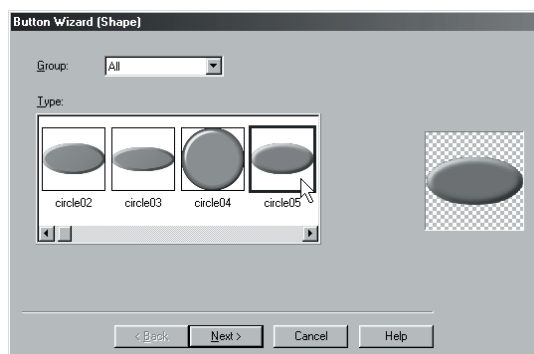 Button Wizard (Shape)
Group: All
Type:
circle02 circle03 circle04 circle05
< Back Next > Cancel Help